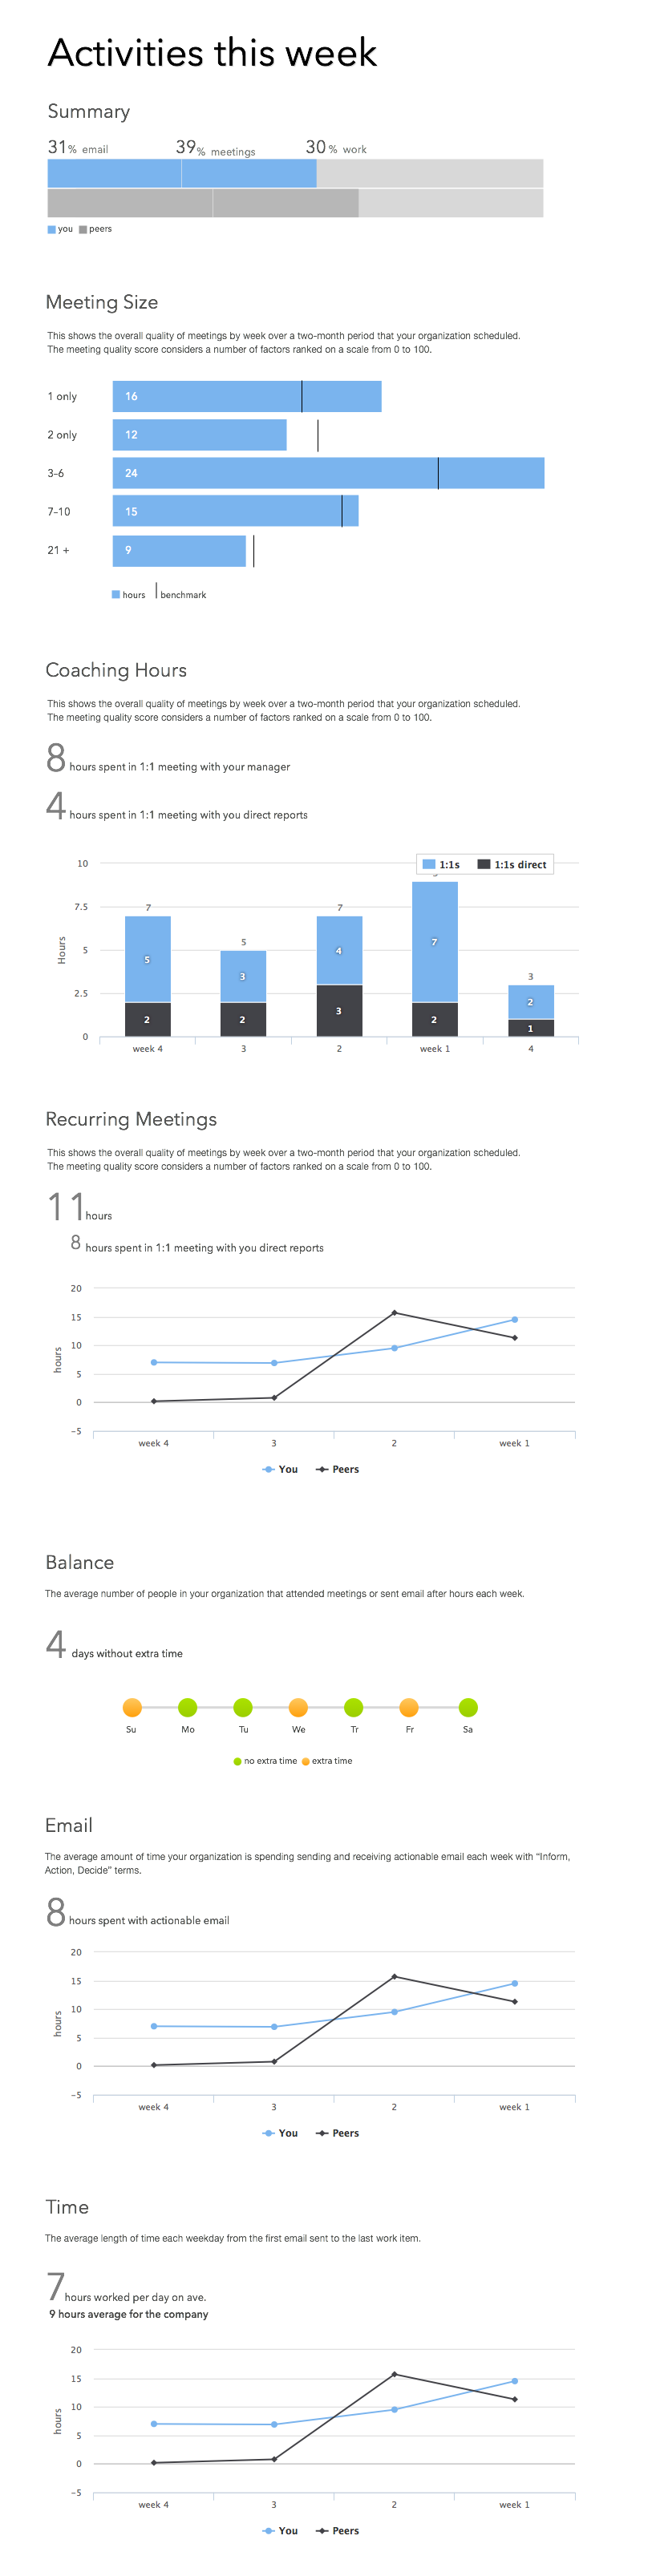 Activities this week
Summary
31% email 39% meetings 30% work
you peers
Meeting Size
This shows the overall quality of meetings by week over a two-month period that your organization scheduled.
The meeting quality score considers a number of factors ranked on a scale from 0 to 100.
1 only 16
2 only 12
3-6 24
7-10 15
21 + 9
hours benchmark
Coaching Hours
This shows the overall quality of meetings by week over a two-month period that your organization scheduled.
The meeting quality score considers a number of factors ranked on a scale from 0 to 100.
8 hours spent in 1:1 meeting with your manager
4 hours spent in 1:1 meeting with you direct reports
1:1s 1:1s direct
10
7.5
5
2.5
0
Hours
7 5 7 3
5 3 4 7 2
2 2 3 2 1
week 4 3 2 week 1 4
Recurring Meetings
This shows the overall quality of meetings by week over a two-month period that your organization scheduled.
The meeting quality score considers a number of factors ranked on a scale from 0 to 100.
11 hours
8 hours spent in 1:1 meeting with you direct reports
20
15
10
5
0
-5
hours
week 4 3 2 week 1
You Peers
Balance
The average number of people in your organization that attended meetings or sent email after hours each week.
4 days without extra time
Su Mo Tu We Tr Fr Sa
no extra time extra time
Email
The average amount of time your organization is spending sending and receiving actionable email each week with "Inform,
Action, Decide" terms.
8 hours spent with actionable email
20
15
10
5
0
-5
hours
week 4 3 2 week 1
You Peers
Time
The average length of time each weekday from the first email sent to the last work item.
7 hours worked per day on ave.
9 hours average for the company
20
15
10
5
0
-5
hours
week 4 3 2 week 1
You Peers